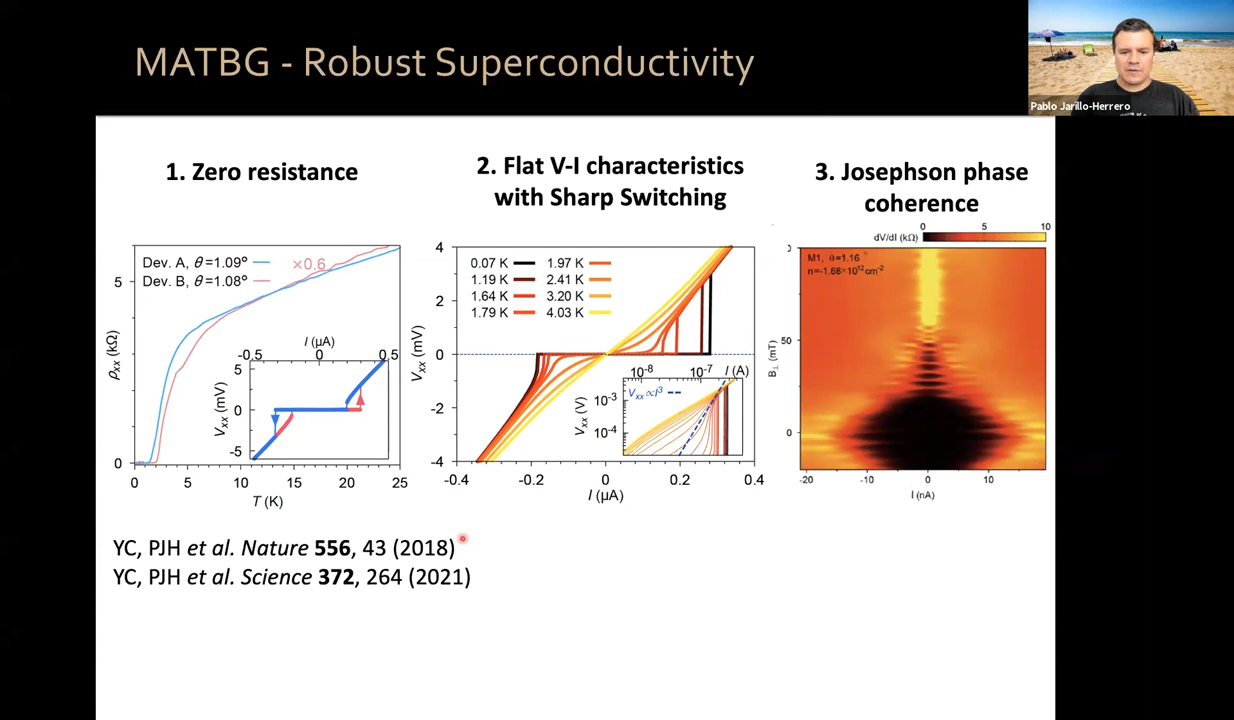 MATBG - Robust Superconductivity
Pablo Jarillo-Herrero
1. Zero resistance
Dev. A, θ=1.09°
Dev. B, θ=1.08°
×0.6
5
0
ρxx (kΩ)
0 5 10 15 20 25
T (K)
I (μA)
-0.5 0 0.5
5
0
-5
Vxx (mV)
2. Flat V-I characteristics
with Sharp Switching
0.07 K 1.97 K
1.19 K 2.41 K
1.64 K 3.20 K
1.79 K 4.03 K
4
2
0
-2
-4
Vxx (mV)
-0.4 -0.2 0 0.2 0.4
I (μA)
10⁻⁸ 10⁻⁷ I (A)
Vxx∝I³
10⁻³
10⁻⁴
Vxx (V)
3. Josephson phase
coherence
0 5 10
dV/dI (kΩ)
M1, θ=1.16°
n=-1.68×10¹²cm⁻²
50
0
B⊥ (mT)
-20 -10 0 10
I (nA)
YC, PJH et al. Nature 556, 43 (2018)
YC, PJH et al. Science 372, 264 (2021)